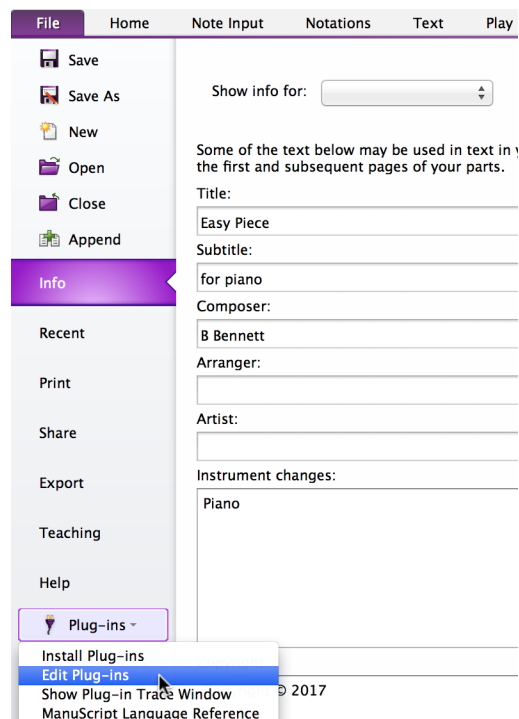 File Home Note Input Notations Text Play
Save
Save As
New
Open
Close
Append
Info
Recent
Print
Share
Export
Teaching
Help
Plug-ins
Install Plug-ins
Edit Plug-ins
Show Plug-in Trace Window
ManuScript Language Reference
Show info for:
Some of the text below may be used in text in
the first and subsequent pages of your parts.
Title:
Easy Piece
Subtitle:
for piano
Composer:
B Bennett
Arranger:
Artist:
Instrument changes:
Piano
© 2017